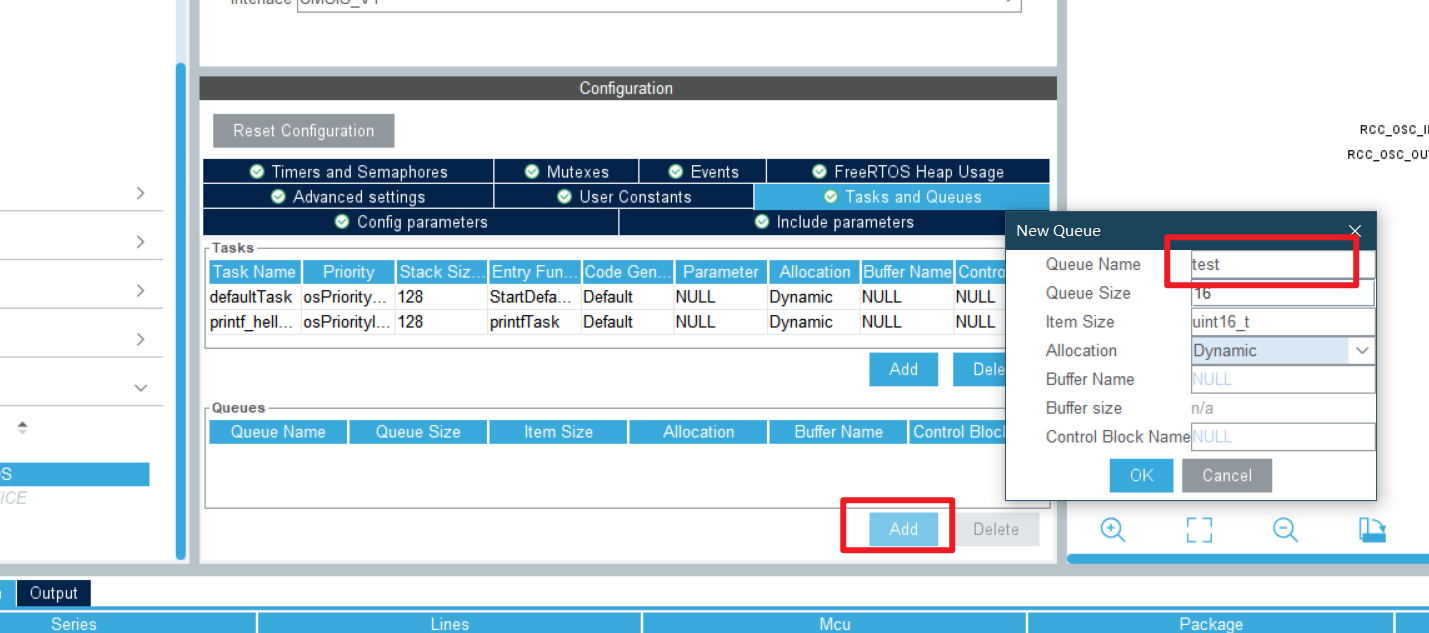 Interface CMSIS_V1
Configuration
Reset Configuration
RCC_OSC_I
RCC_OSC_OU
Timers and Semaphores Mutexes Events FreeRTOS Heap Usage
Advanced settings User Constants Tasks and Queues
Config parameters Include parameters
Tasks
Task Name Priority Stack Siz... Entry Fun... Code Gen... Parameter Allocation Buffer Name Contro
defaultTask osPriority... 128 StartDefa... Default NULL Dynamic NULL NULL
printf_hell... osPriorityI... 128 printfTask Default NULL Dynamic NULL NULL
Add Dele
Queues
Queue Name Queue Size Item Size Allocation Buffer Name Control Bloc
Add Delete
New Queue
Queue Name test
Queue Size 16
Item Size uint16_t
Allocation Dynamic
Buffer Name NULL
Buffer size n/a
Control Block Name NULL
OK Cancel
OS
ICE
Output
Series Lines Mcu Package